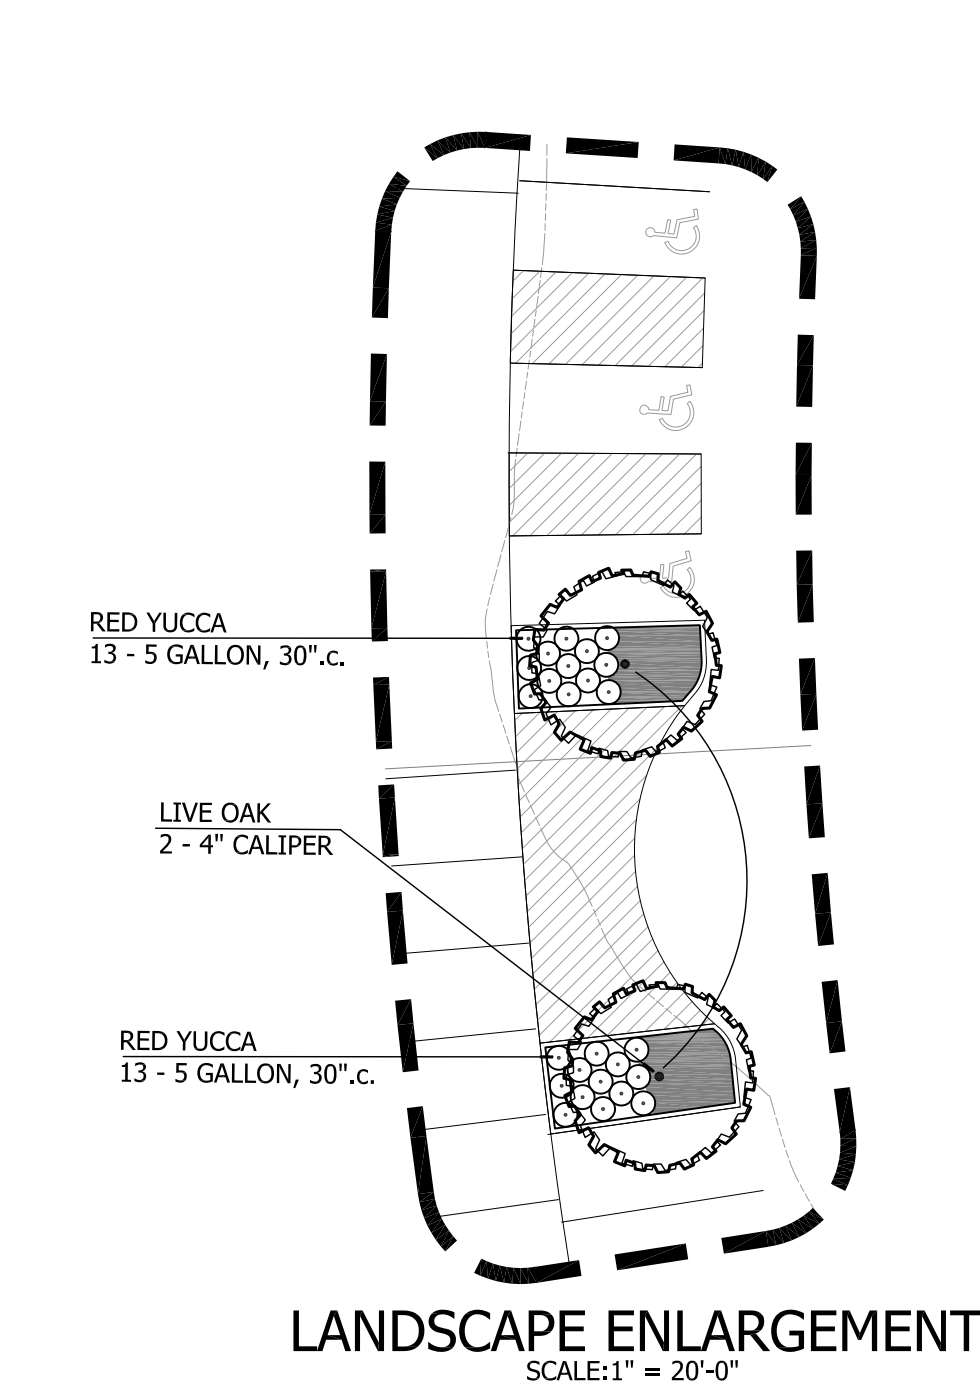 RED YUCCA
13 - 5 GALLON, 30".c.
LIVE OAK
2 - 4" CALIPER
RED YUCCA
13 - 5 GALLON, 30".c.
LANDSCAPE ENLARGEMENT
SCALE:1" = 20'-0"